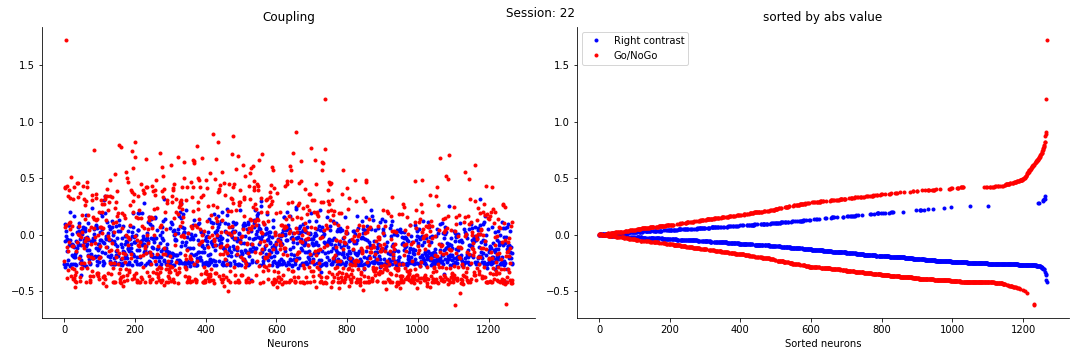 Session: 22
Coupling
1.5
1.0
0.5
0.0
−0.5
0 200 400 600 800 1000 1200
Neurons
sorted by abs value
Right contrast
Go/NoGo
1.5
1.0
0.5
0.0
−0.5
0 200 400 600 800 1000 1200
Sorted neurons